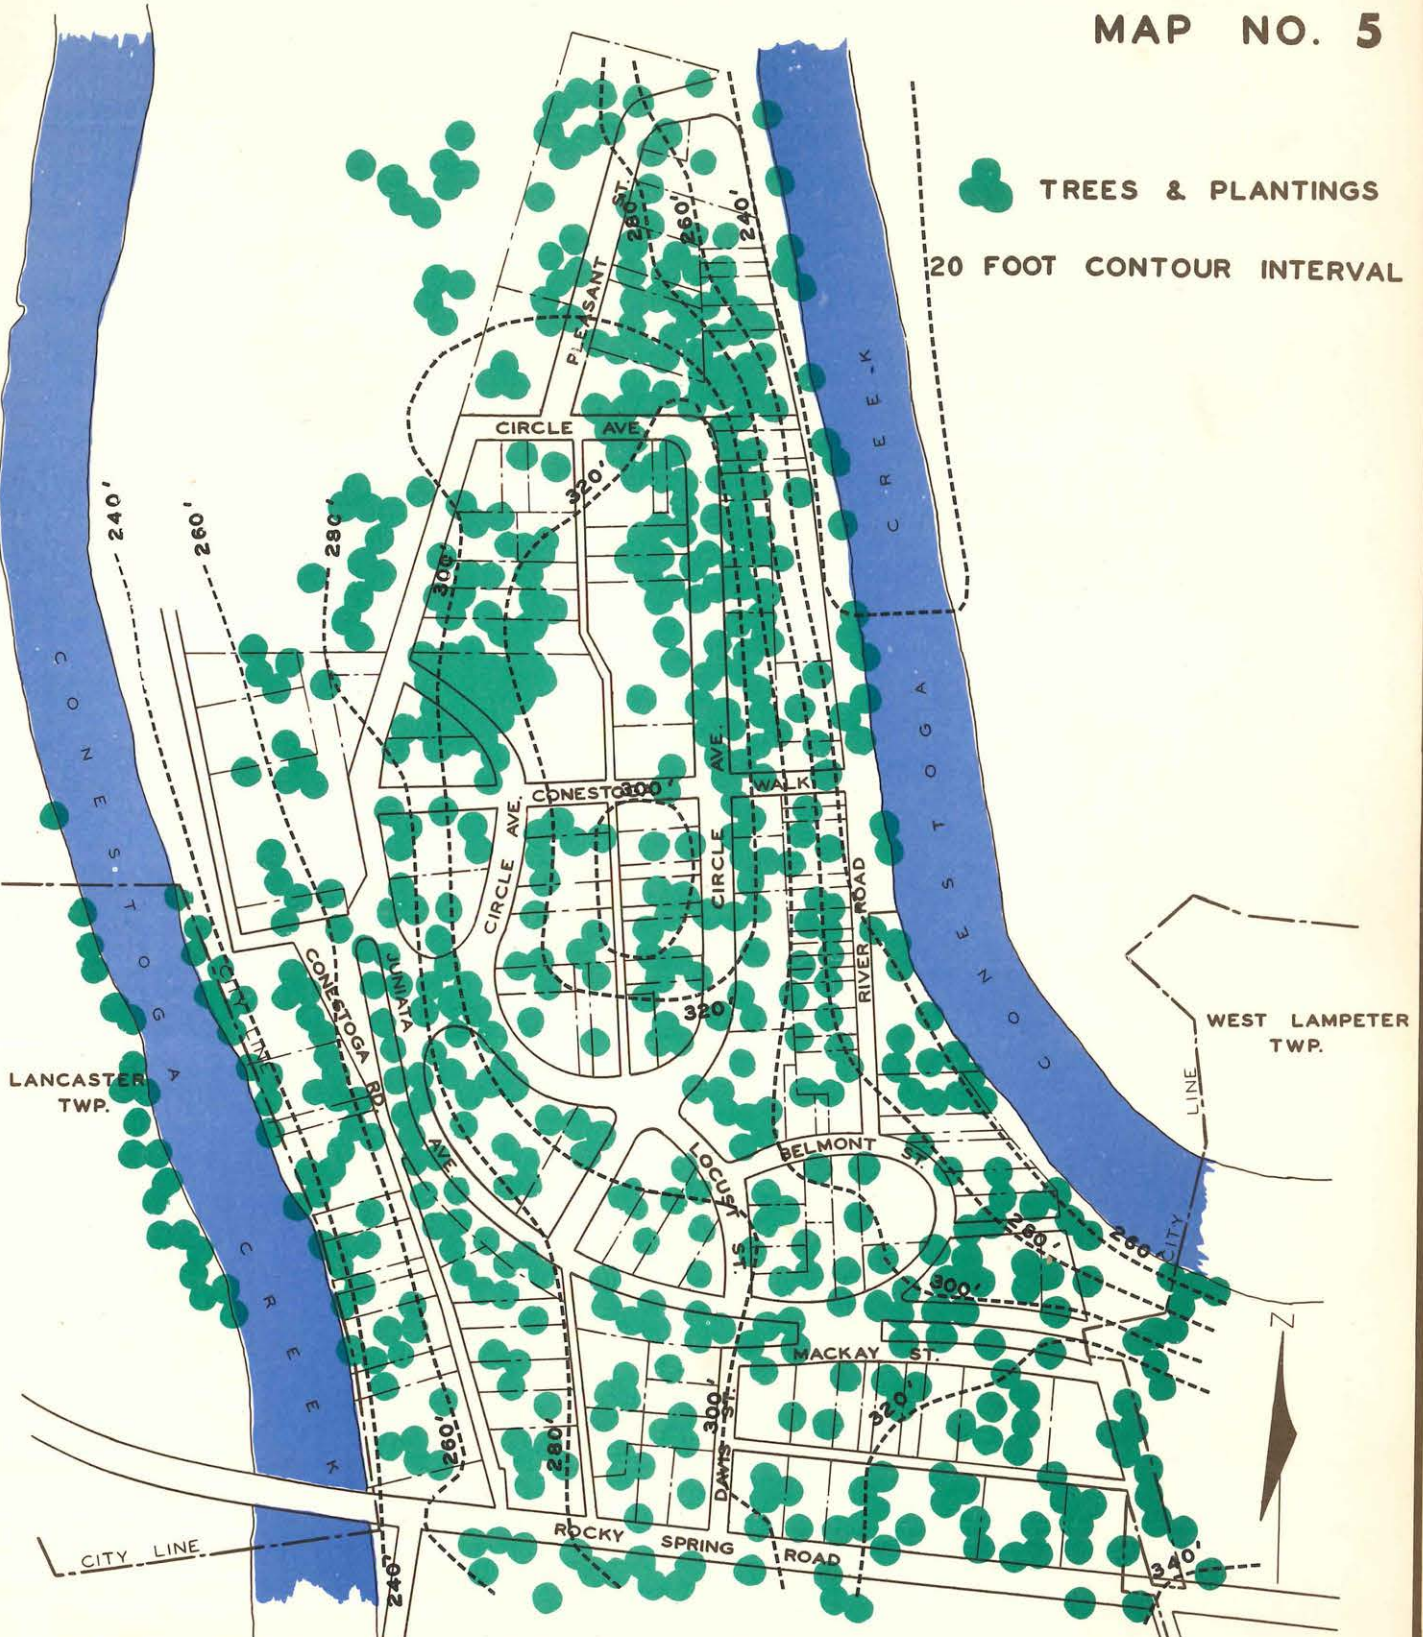 MAP NO. 5
TREES & PLANTINGS
20 FOOT CONTOUR INTERVAL
PLEASANT ST.
280'
260'
240'
CIRCLE AVE
320'
240'
260'
280'
300'
CONESTOGA CREEK
CONESTOGA CREEK
CIRCLE AVE.
CONESTOGA WALK
300'
CIRCLE AVE.
RIVER ROAD
CITY LINE
CONESTOGA RD.
JUNIATA AVE
320'
WEST LAMPETER
TWP.
LANCASTER
TWP.
CITY LINE
BELMONT ST.
LOCUST ST.
280'
260'
300'
MACKAY ST.
320'
300'
DAVIS ST.
260'
280'
N
CITY LINE
ROCKY SPRING ROAD
240'
340'